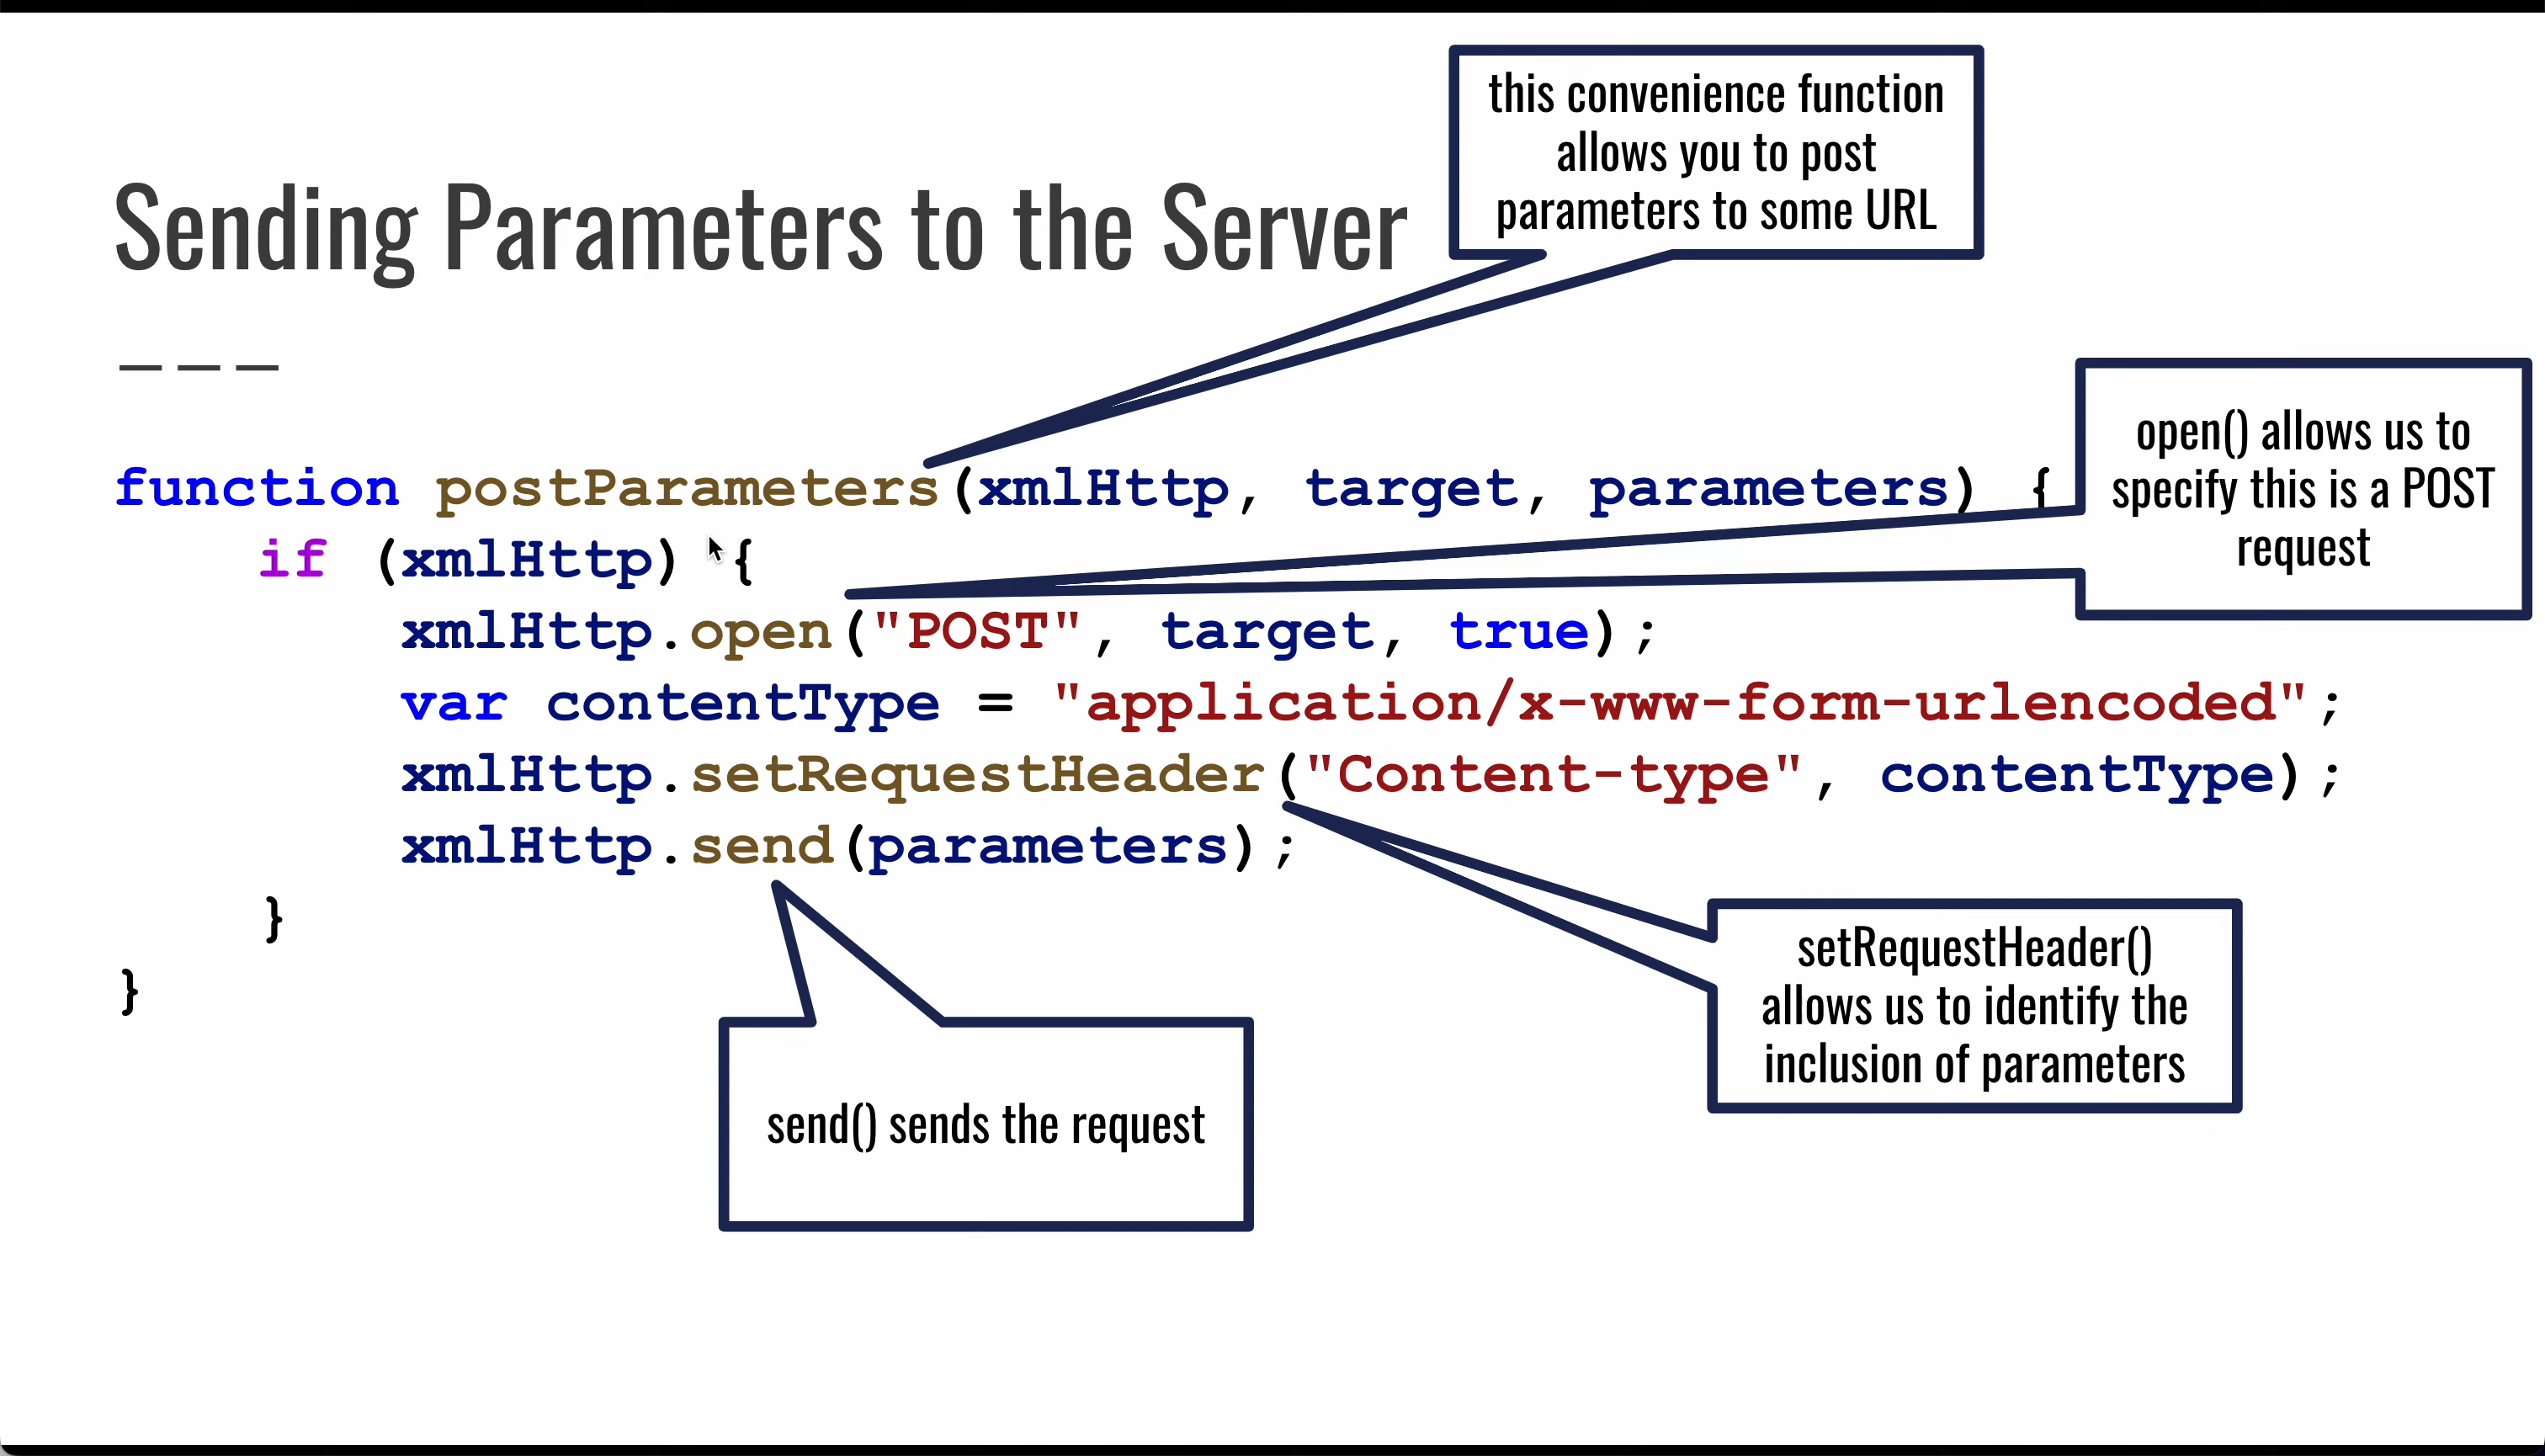 this convenience function
allows you to post
parameters to some URL
Sending Parameters to the Server
open() allows us to
specify this is a POST
request
function postParameters(xmlHttp, target, parameters) {
if (xmlHttp) {
xmlHttp.open("POST", target, true);
var contentType = "application/x-www-form-urlencoded";
xmlHttp.setRequestHeader("Content-type", contentType);
xmlHttp.send(parameters);
}
}
setRequestHeader()
allows us to identify the
inclusion of parameters
send() sends the request